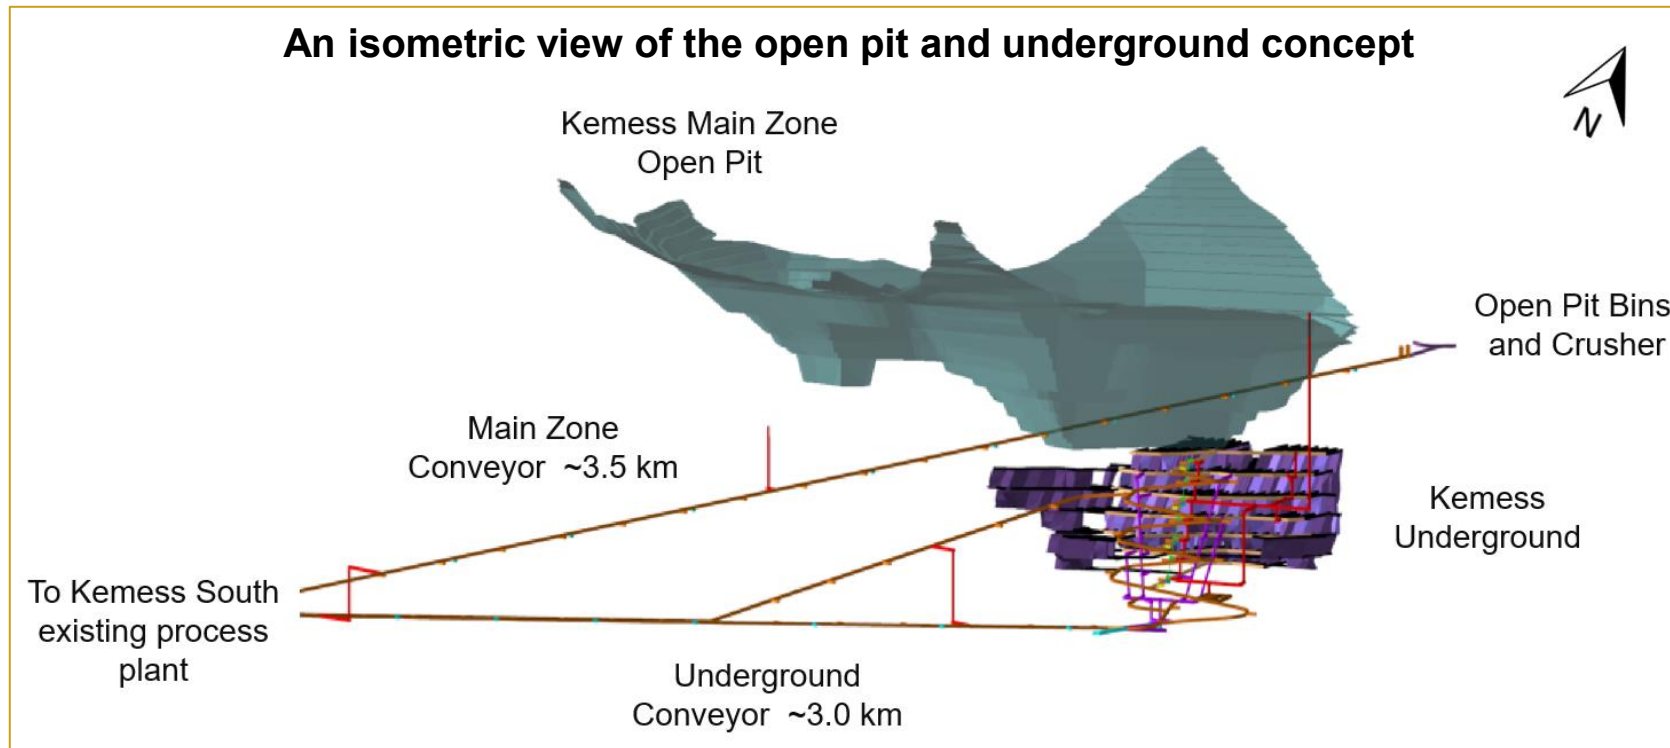 An isometric view of the open pit and underground concept
N
Kemess Main Zone
Open Pit
Open Pit Bins
and Crusher
Main Zone
Conveyor ~3.5 km
Kemess
Underground
To Kemess South
existing process
plant
Underground
Conveyor ~3.0 km